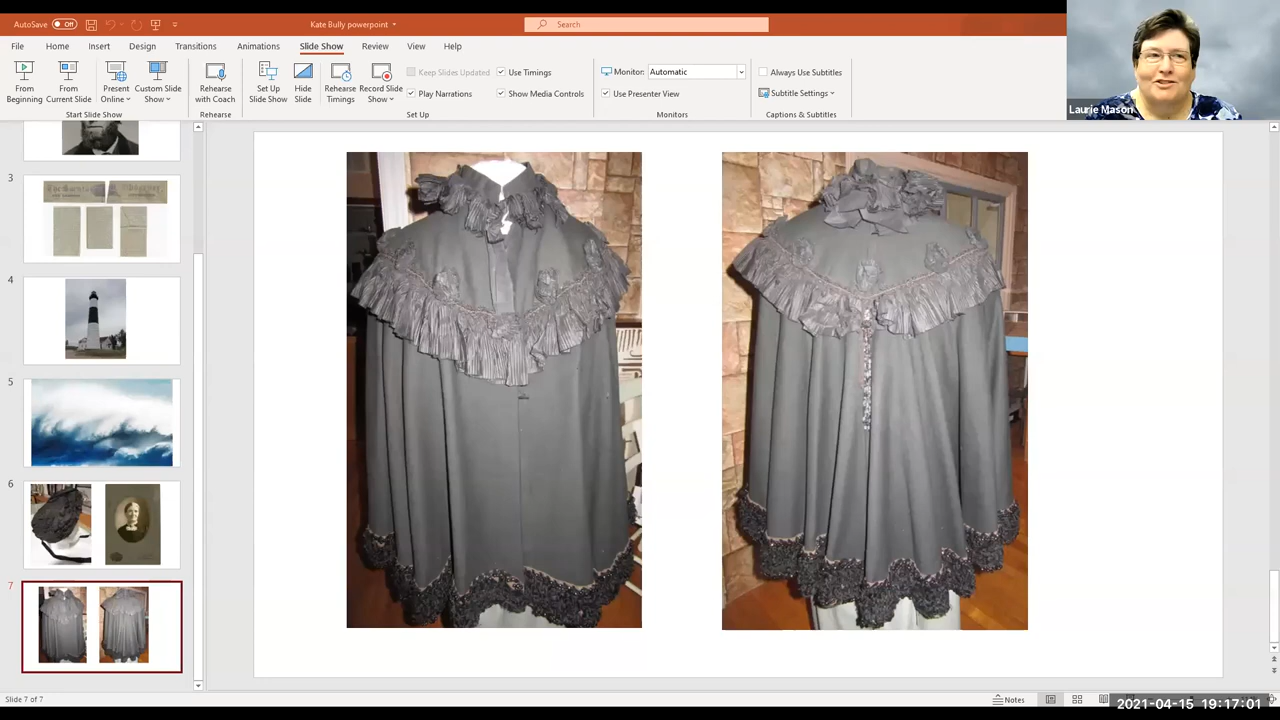 AutoSave Off Kate Bully powerpoint Search
File Home Insert Design Transitions Animations Slide Show Review View Help
From Beginning
From Current Slide
Present Online
Custom Slide Show
Start Slide Show
Rehearse with Coach
Rehearse
Set Up Slide Show
Hide Slide
Rehearse Timings
Record Slide Show
Keep Slides Updated
Play Narrations
Use Timings
Show Media Controls
Set Up
Monitor: Automatic
Use Presenter View
Monitors
Always Use Subtitles
Subtitle Settings
Captions & Subtitles
Laurie Mason
3
4
5
6
7
Slide 7 of 7
Notes
2021-04-15 19:17:01